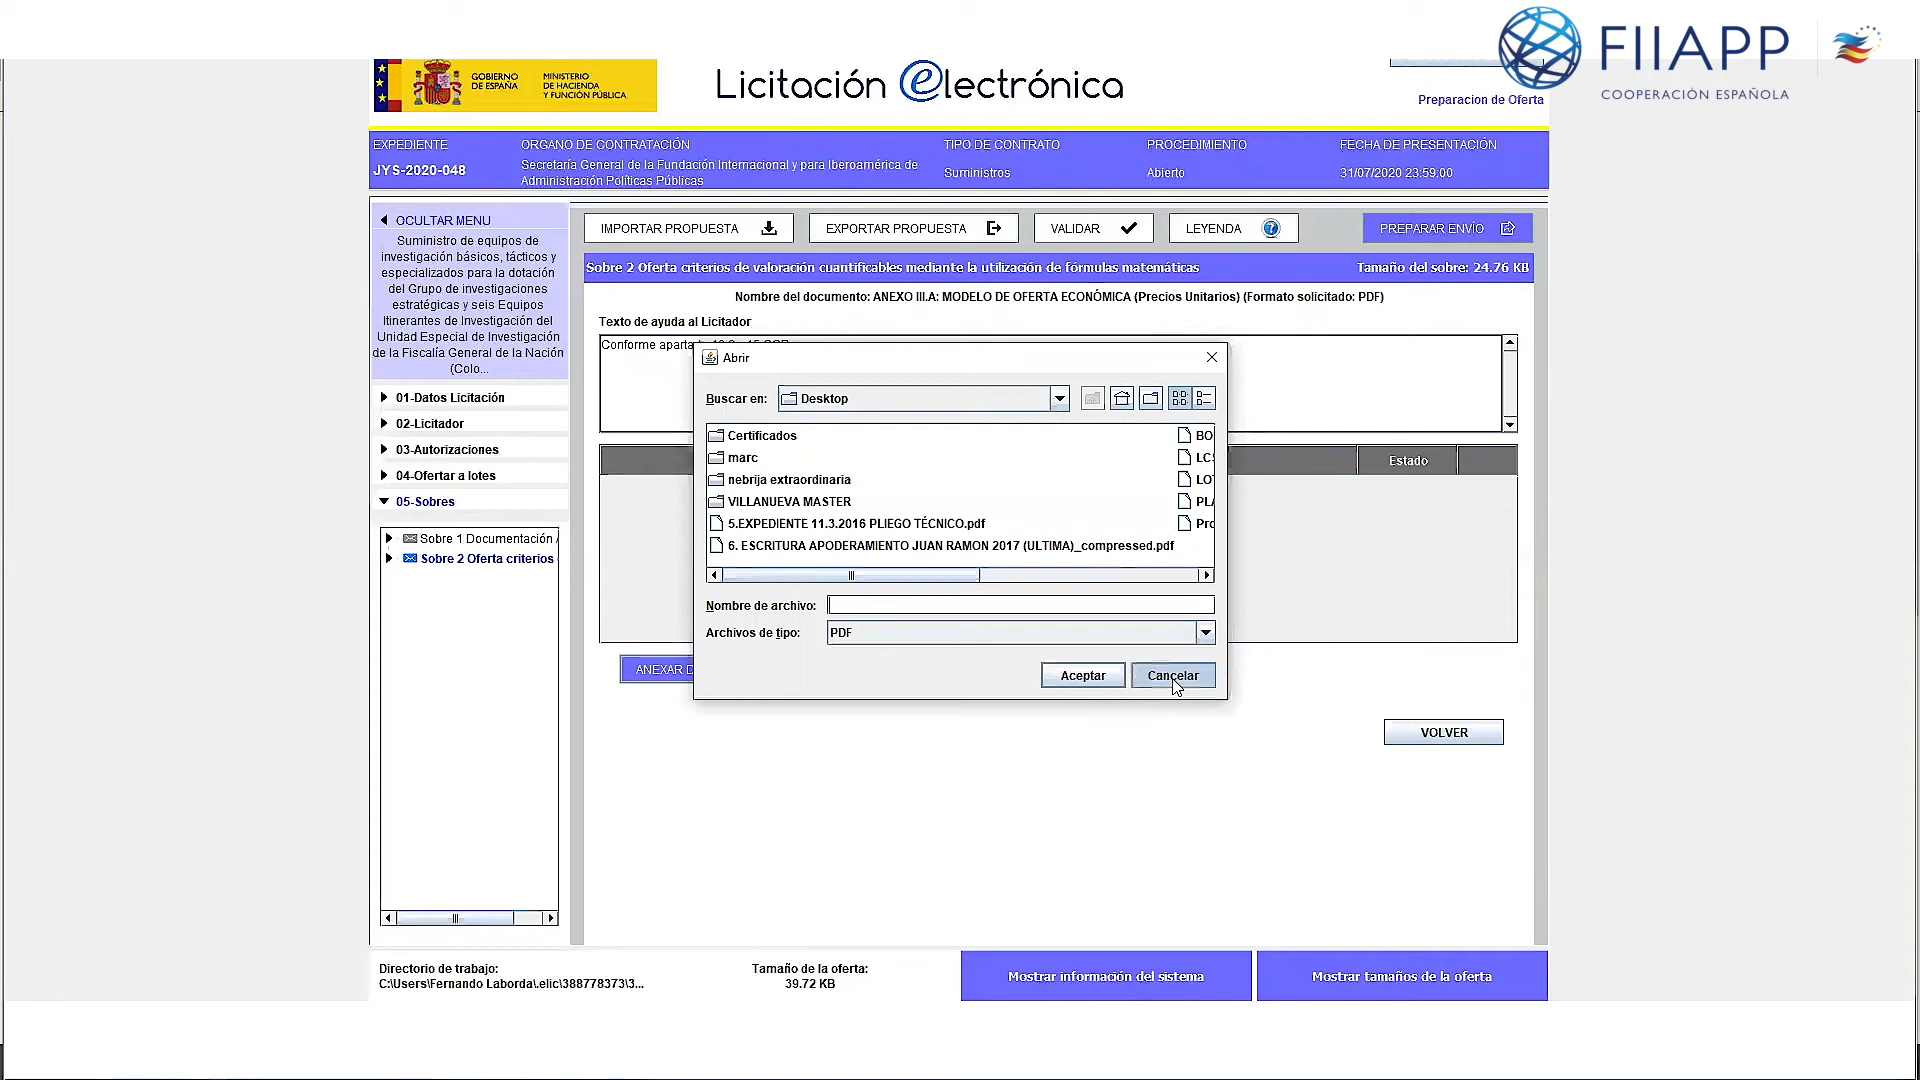 FIIAPP
COOPERACIÓN ESPAÑOLA
GOBIERNO
DE ESPAÑA
MINISTERIO
DE HACIENDA
Y FUNCIÓN PÚBLICA
Licitación electrónica
Preparacion de Oferta
EXPEDIENTE
JYS-2020-048
ORGANO DE CONTRATACIÓN
Secretaría General de la Fundación Internacional y para Iberoamérica de
Administración Políticas Públicas
TIPO DE CONTRATO
Suministros
PROCEDIMIENTO
Abierto
FECHA DE PRESENTACIÓN
31/07/2020 23:59:00
OCULTAR MENU
Suministro de equipos de
investigación básicos, tácticos y
especializados para la dotación
del Grupo de investigaciones
estratégicas y seis Equipos
Itinerantes de Investigación del
Unidad Especial de Investigación
de la Fiscalía General de la Nación
(Colo...
01-Datos Licitación
02-Licitador
03-Autorizaciones
04-Ofertar a lotes
05-Sobres
Sobre 1 Documentación
Sobre 2 Oferta criterios
IMPORTAR PROPUESTA
EXPORTAR PROPUESTA
VALIDAR
LEYENDA
PREPARAR ENVÍO
Sobre 2 Oferta criterios de valoración cuantificables mediante la utilización de fórmulas matemáticas
Tamaño del sobre: 24.76 KB
Nombre del documento: ANEXO III.A: MODELO DE OFERTA ECONÓMICA (Precios Unitarios) (Formato solicitado: PDF)
Texto de ayuda al Licitador
Conforme aparta
Estado
Abrir
Buscar en:
Desktop
Certificados
marc
nebrija extraordinaria
VILLANUEVA MASTER
5.EXPEDIENTE 11.3.2016 PLIEGO TÉCNICO.pdf
6. ESCRITURA APODERAMIENTO JUAN RAMON 2017 (ULTIMA)_compressed.pdf
BO
LC
LO
PL
Pro
Nombre de archivo:
Archivos de tipo:
PDF
Aceptar
Cancelar
ANEXAR D
VOLVER
Directorio de trabajo:
C:\Users\Fernando Laborda\.elic\388778373\3...
Tamaño de la oferta:
39.72 KB
Mostrar información del sistema
Mostrar tamaños de la oferta